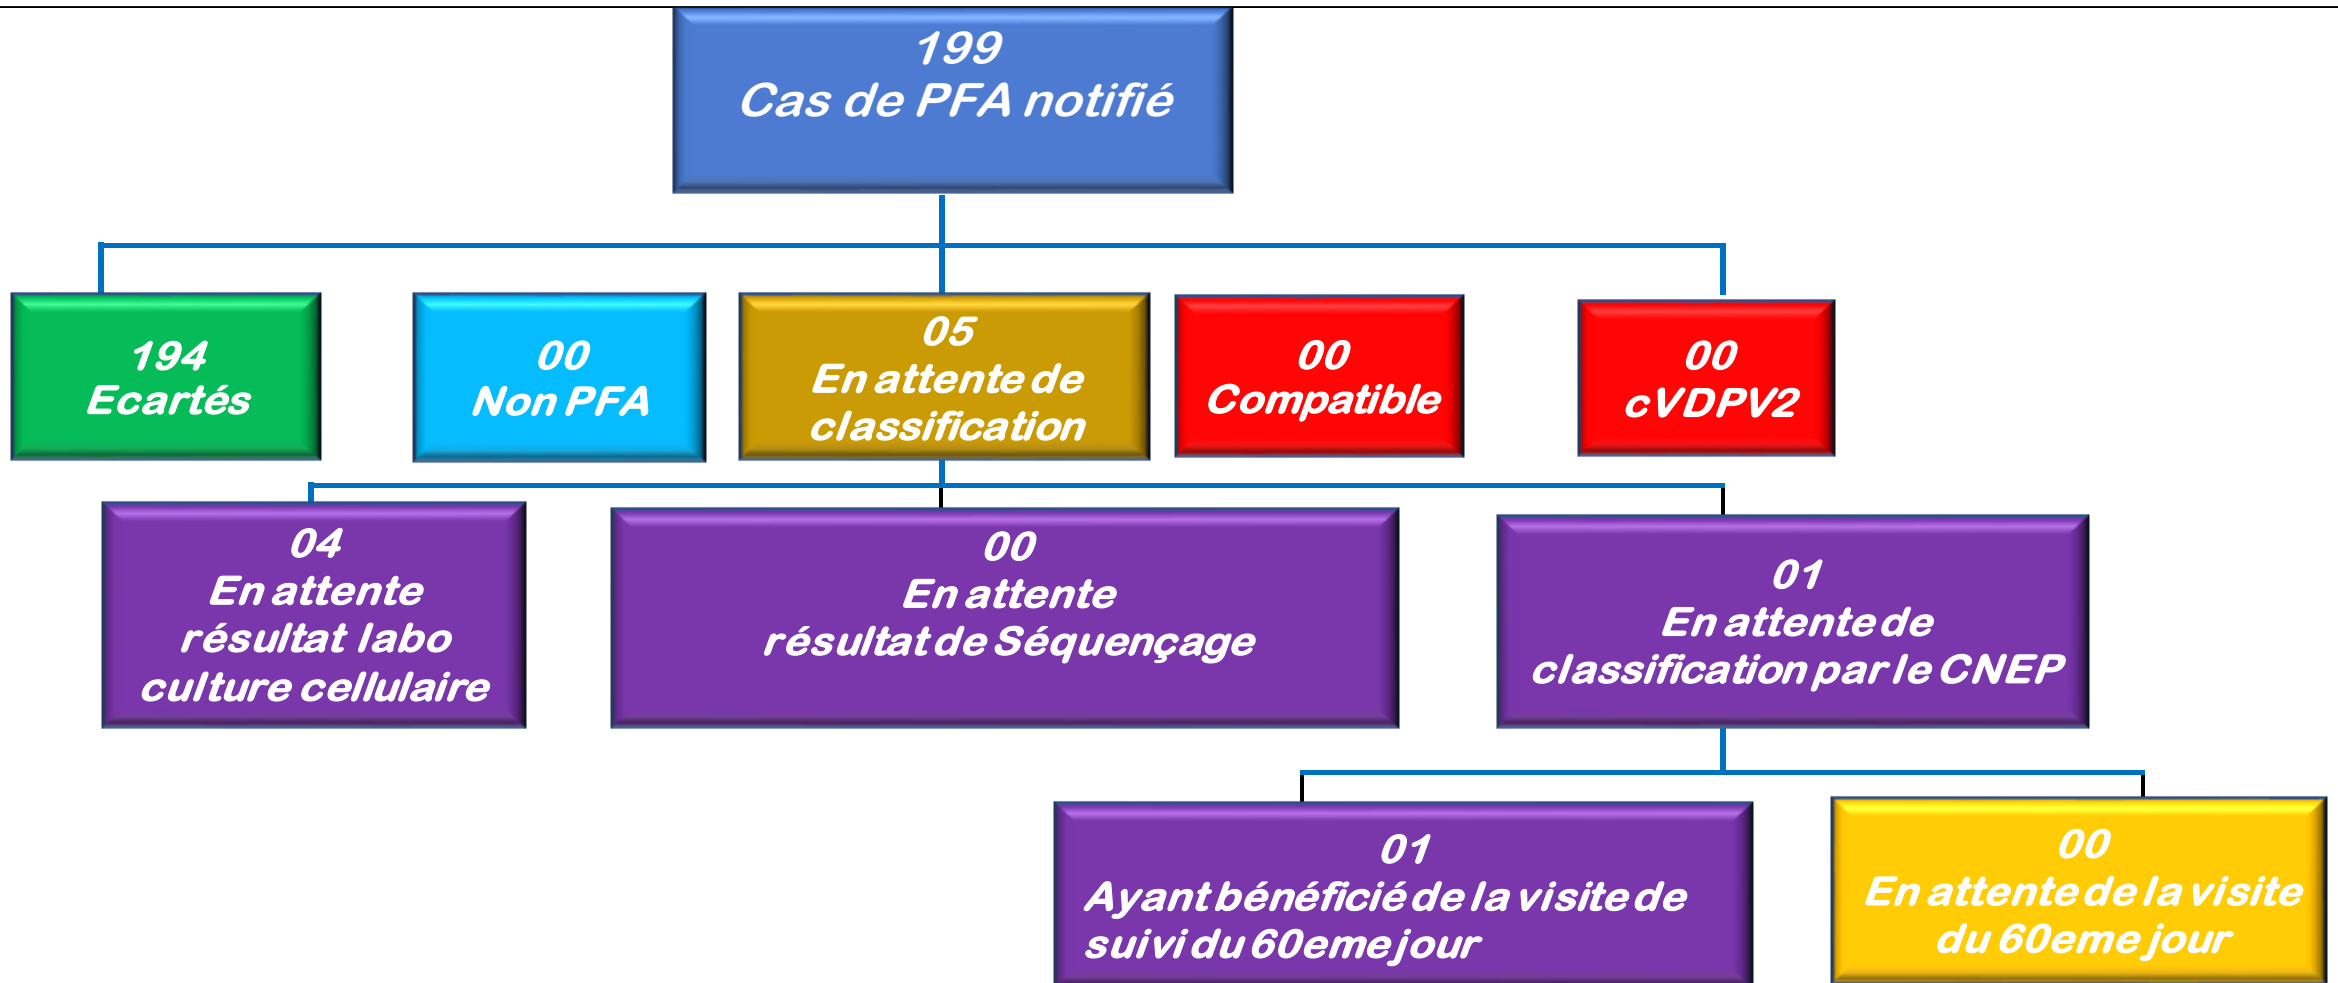 199
Cas de PFA notifié
194
Ecartés
00
Non PFA
05
En attente de
classification
00
Compatible
00
cVDPV2
04
En attente
résultat labo
culture cellulaire
00
En attente
résultat de Séquençage
01
En attente de
classification par le CNEP
01
Ayant bénéficié de la visite de
suivi du 60eme jour
00
En attente de la visite
du 60eme jour